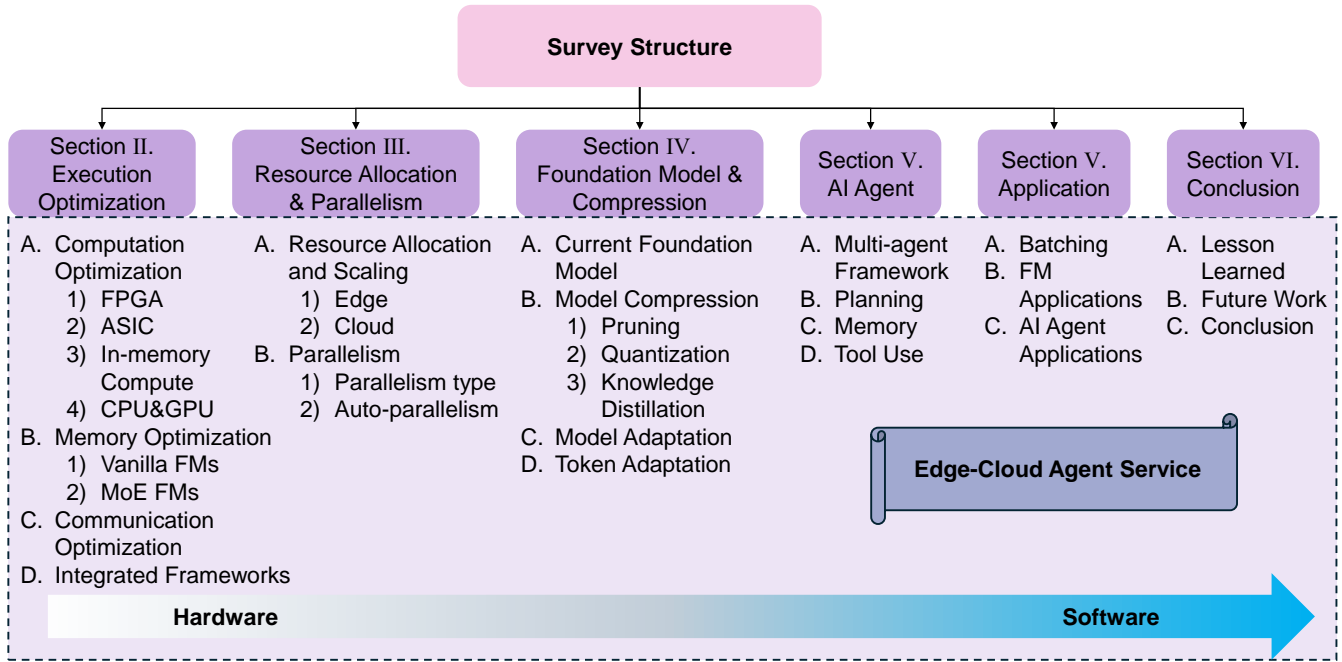 Survey Structure
Section II.
Execution
Optimization
Section III.
Resource Allocation
& Parallelism
Section IV.
Foundation Model &
Compression
Section V.
AI Agent
Section V.
Application
Section VI.
Conclusion
A. Computation
Optimization
1) FPGA
2) ASIC
3) In-memory
Compute
4) CPU&GPU
B. Memory Optimization
1) Vanilla FMs
2) MoE FMs
C. Communication
Optimization
D. Integrated Frameworks
A. Resource Allocation
and Scaling
1) Edge
2) Cloud
B. Parallelism
1) Parallelism type
2) Auto-parallelism
A. Current Foundation
Model
B. Model Compression
1) Pruning
2) Quantization
3) Knowledge
Distillation
C. Model Adaptation
D. Token Adaptation
A. Multi-agent
Framework
B. Planning
C. Memory
D. Tool Use
A. Batching
B. FM
Applications
C. AI Agent
Applications
A. Lesson
Learned
B. Future Work
C. Conclusion
Edge-Cloud Agent Service
Hardware
Software